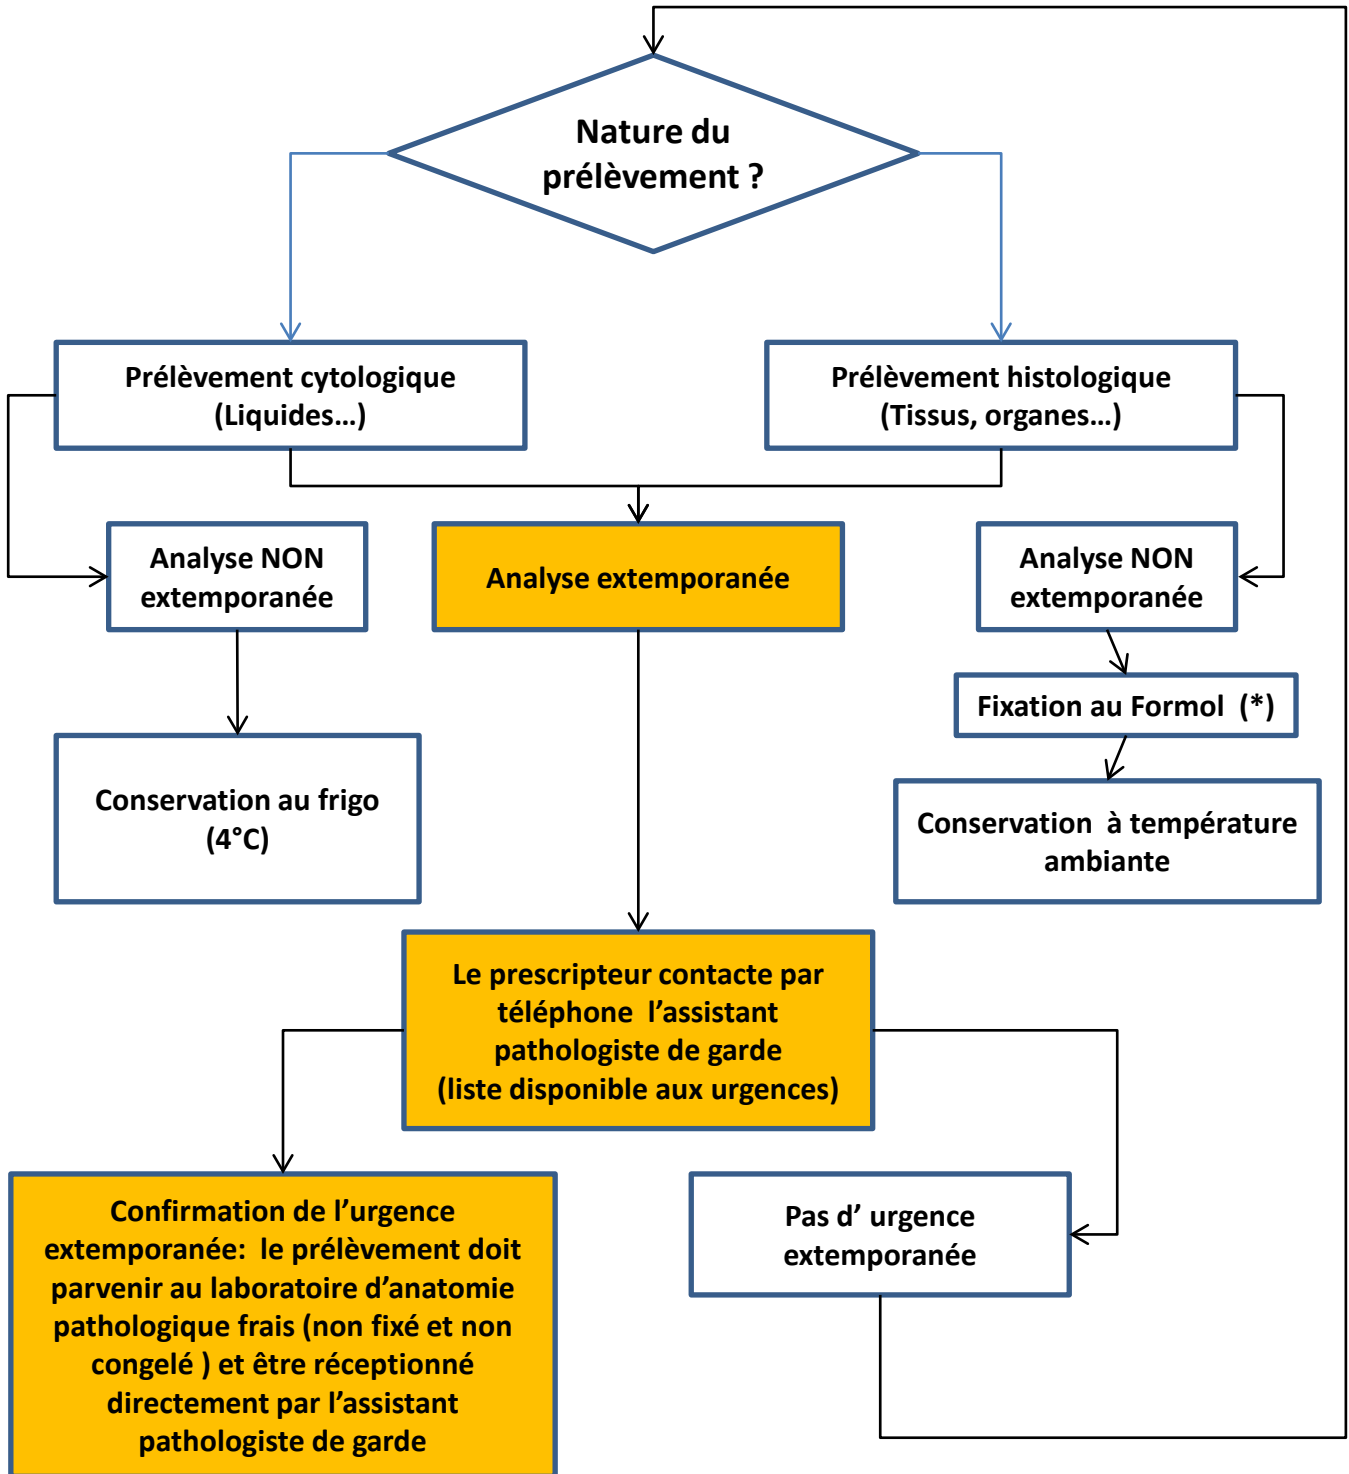 Nature du
prélèvement ?
Prélèvement cytologique
(Liquides…)
Prélèvement histologique
(Tissus, organes…)
Analyse NON
extemporanée
Analyse extemporanée
Analyse NON
extemporanée
Fixation au Formol (*)
Conservation au frigo
(4°C)
Conservation à température
ambiante
Le prescripteur contacte par
téléphone l’assistant
pathologiste de garde
(liste disponible aux urgences)
Confirmation de l’urgence
extemporanée: le prélèvement doit
parvenir au laboratoire d’anatomie
pathologique frais (non fixé et non
congelé ) et être réceptionné
directement par l’assistant
pathologiste de garde
Pas d’ urgence
extemporanée